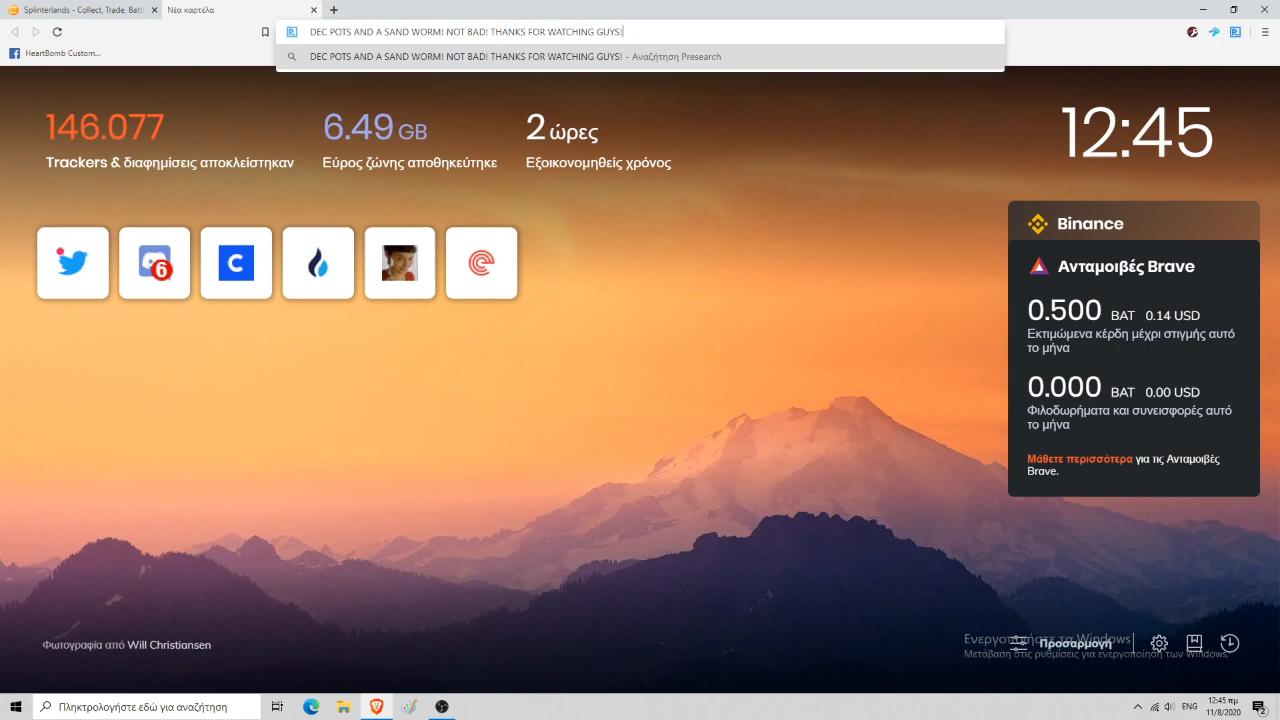 Splinterlands - Collect, Trade, Battl
Νέα καρτέλα
DEC POTS AND A SAND WORM! NOT BAD! THANKS FOR WATCHING GUYS!
HeartBomb Custom...
DEC POTS AND A SAND WORM! NOT BAD! THANKS FOR WATCHING GUYS! - Αναζήτηση Presearch
146.077
Trackers & διαφημίσεις αποκλείστηκαν
6.49 GB
Εύρος ζώνης αποθηκεύτηκε
2 ώρες
Εξοικονομηθείς χρόνος
12:45
6
C
Binance
Ανταμοιβές Brave
0.500 BAT 0.14 USD
Εκτιμώμενα κέρδη μέχρι στιγμής αυτό
το μήνα
0.000 BAT 0.00 USD
Φιλοδωρήματα και συνεισφορές αυτό
το μήνα
Μάθετε περισσότερα για τις Ανταμοιβές
Brave.
Φωτογραφία από Will Christiansen
Ενεργοποιήστε τα Windows
Προσαρμογή
Μετάβαση στις ρυθμίσεις για ενεργοποίηση των Windows.
Πληκτρολογήστε εδώ για αναζήτηση
ENG
12:45 πμ
11/8/2020
2